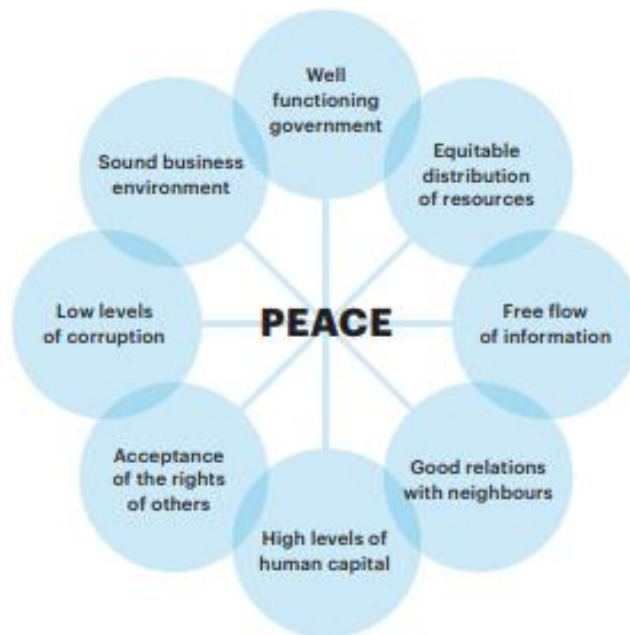 Well
functioning
government
Equitable
distribution
of resources
Free flow
of information
Good relations
with neighbours
High levels of
human capital
Acceptance
of the rights
of others
Low levels
of corruption
Sound business
environment
PEACE